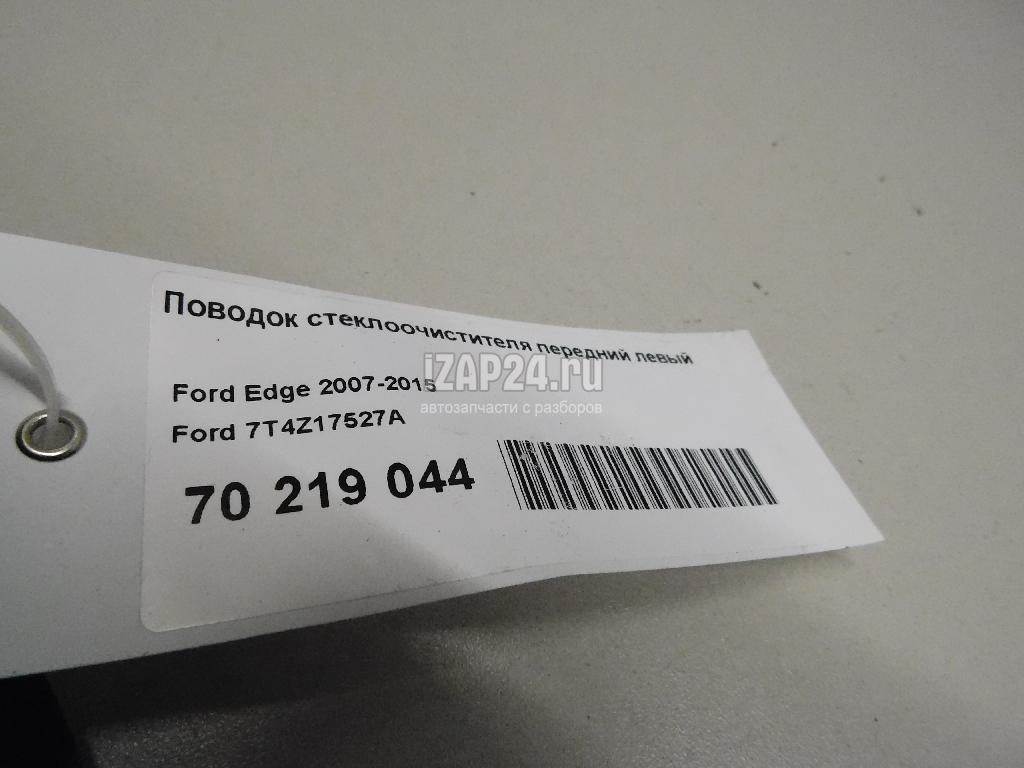 Поводок стеклоочистителя передний левый
iZAP24.ru
Ford Edge 2007-2015
автозапчасти с разборов
Ford 7T4Z17527A
70 219 044